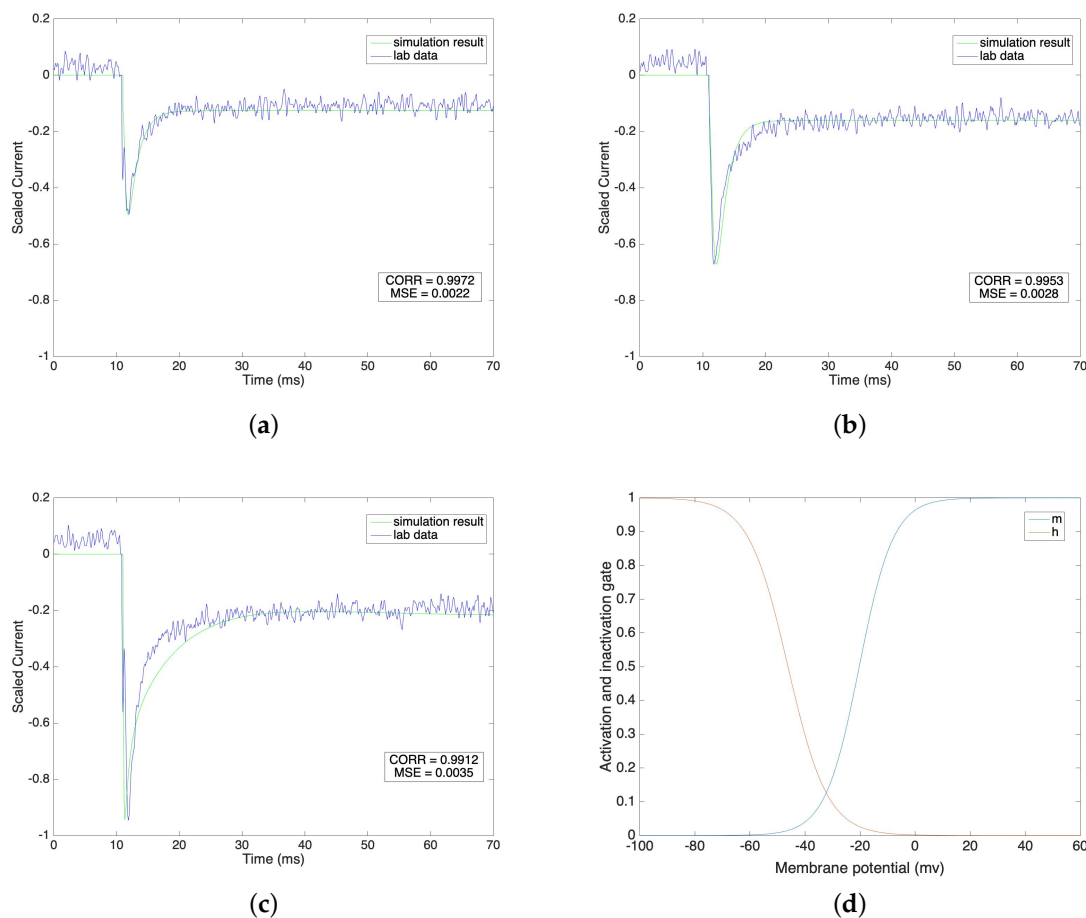 0.2
0
-0.2
-0.4
-0.6
-0.8
-1
Scaled Current
simulation result
lab data
CORR = 0.9972
MSE = 0.0022
0 10 20 30 40 50 60 70
Time (ms)
(a)
0.2
0
-0.2
-0.4
-0.6
-0.8
-1
Scaled Current
simulation result
lab data
CORR = 0.9953
MSE = 0.0028
0 10 20 30 40 50 60 70
Time (ms)
(b)
0.2
0
-0.2
-0.4
-0.6
-0.8
-1
Scaled Current
simulation result
lab data
CORR = 0.9912
MSE = 0.0035
0 10 20 30 40 50 60 70
Time (ms)
(c)
1
0.9
0.8
0.7
0.6
0.5
0.4
0.3
0.2
0.1
0
Activation and inactivation gate
m
h
-100 -80 -60 -40 -20 0 20 40 60
Membrane potential (mv)
(d)